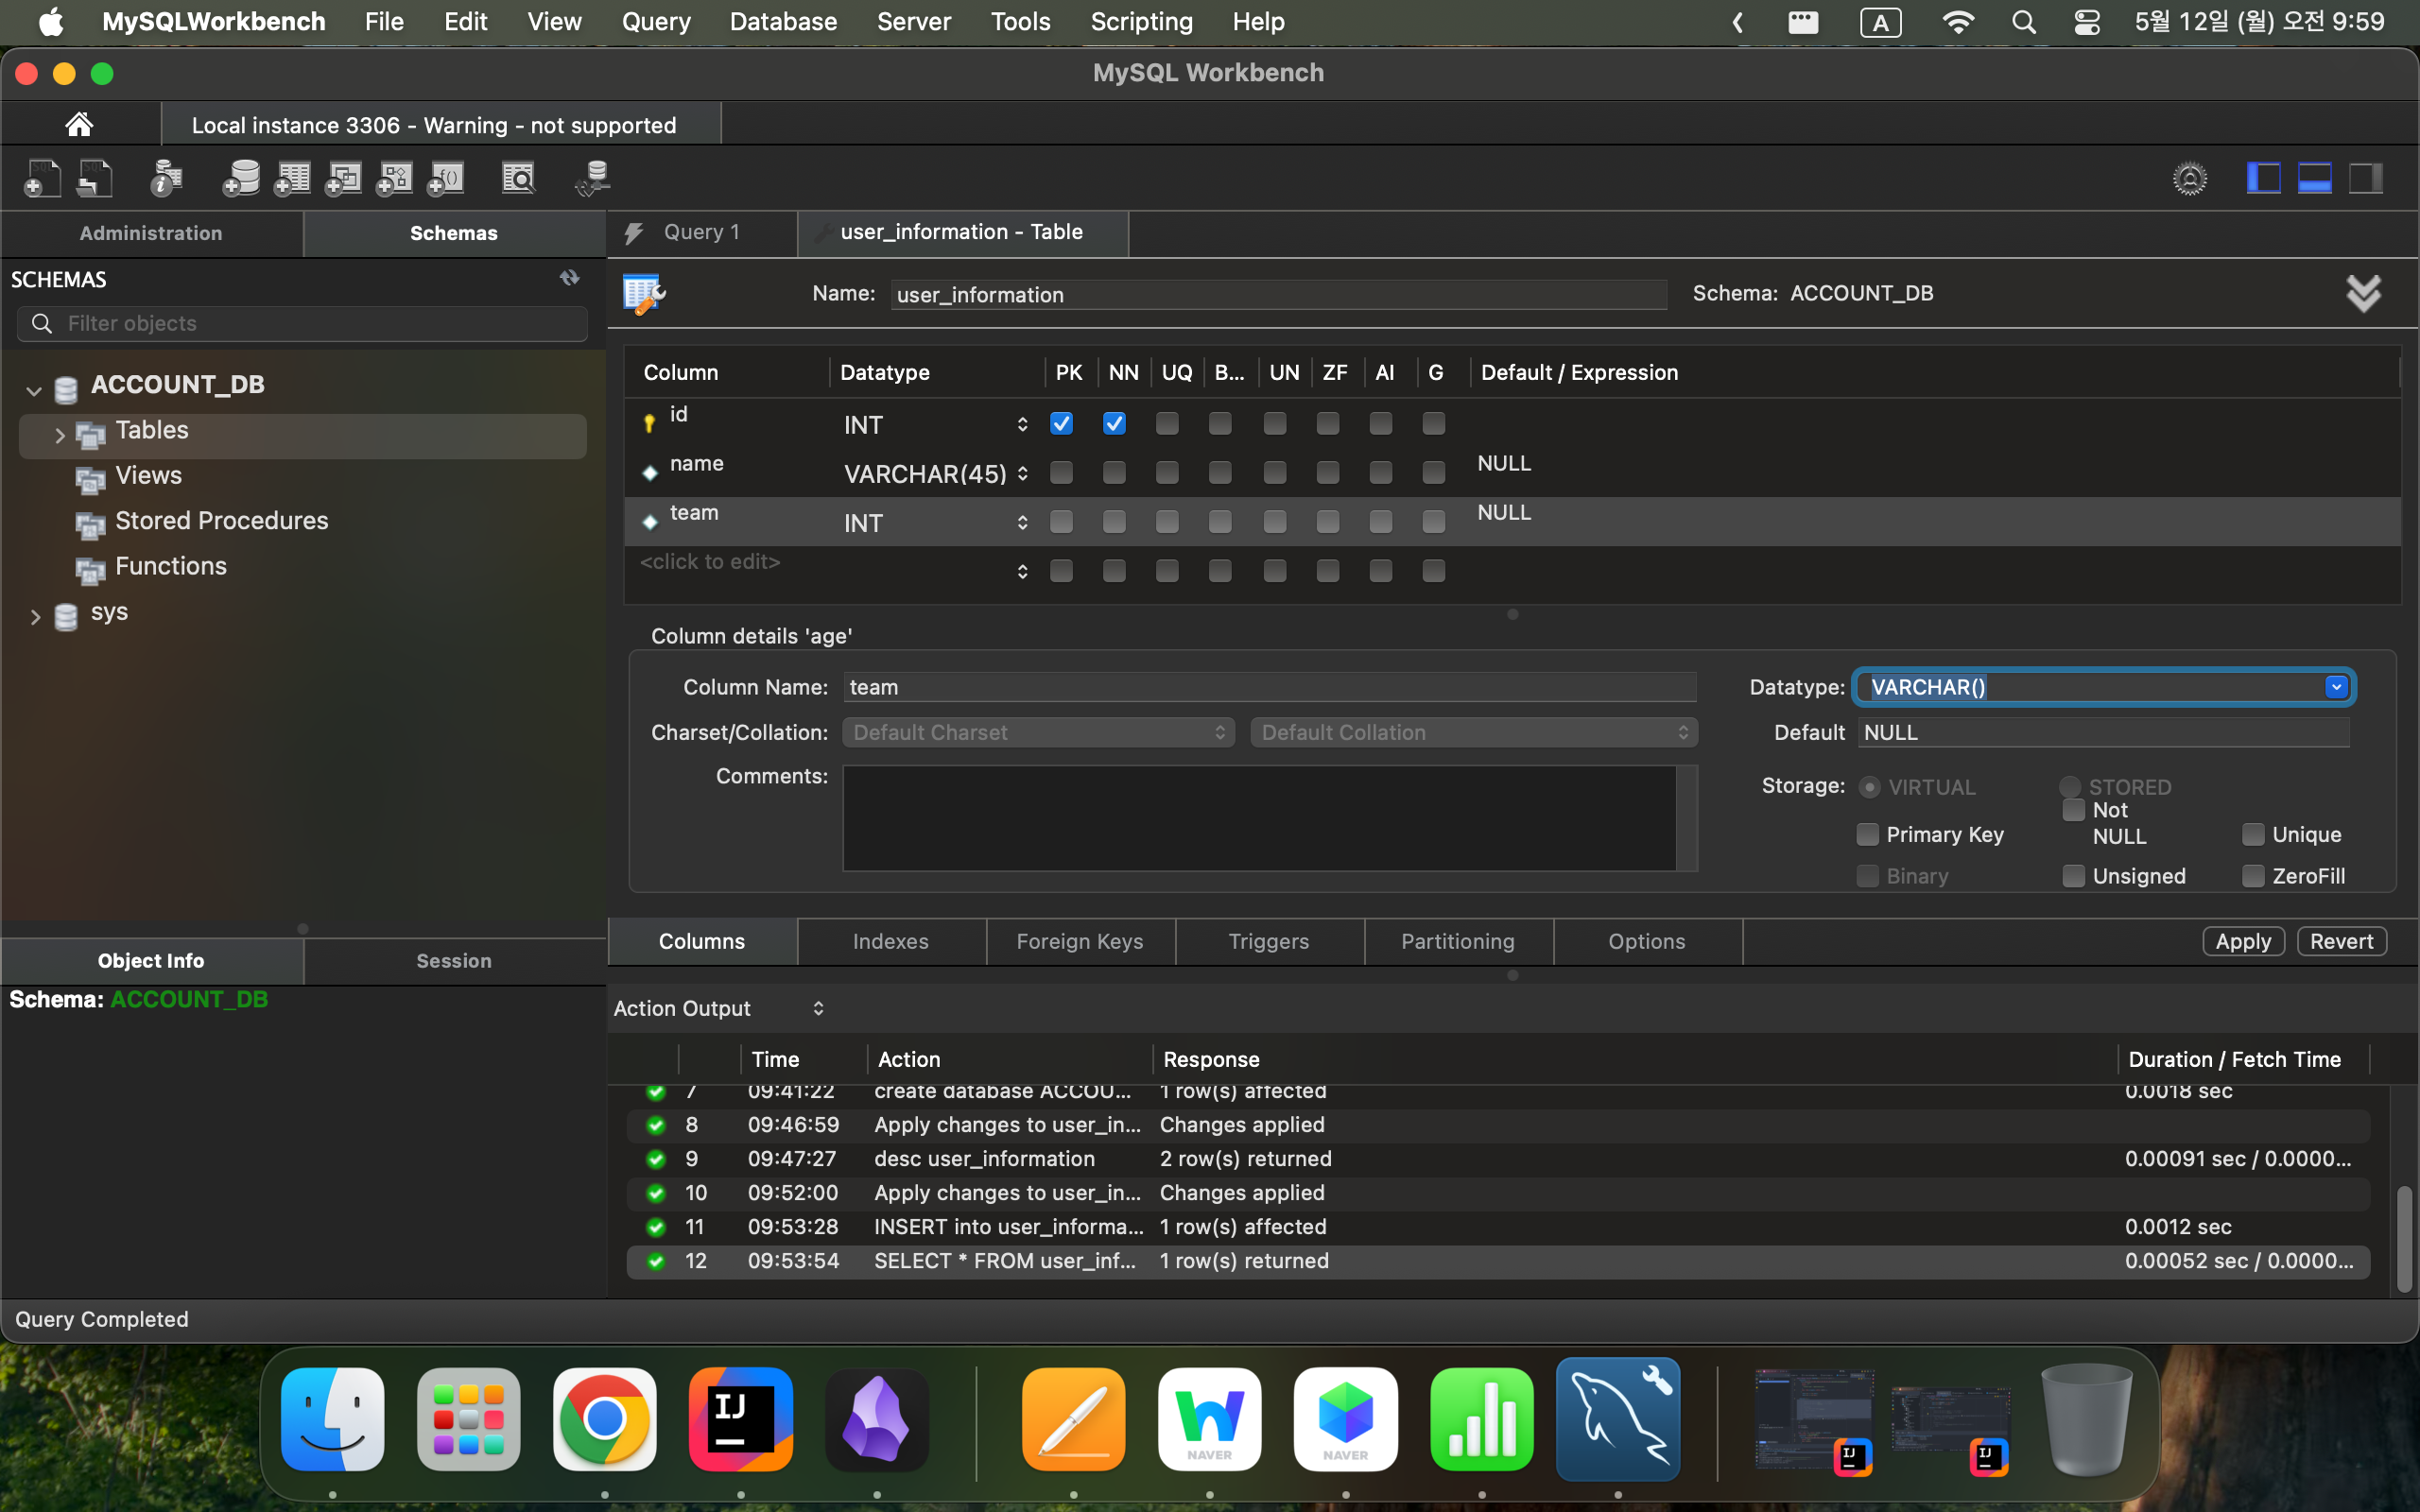 MySQLWorkbench File Edit View Query Database Server Tools Scripting Help A 5월 12일 (월) 오전 9:59
MySQL Workbench
Local instance 3306 - Warning - not supported
Administration Schemas
Query 1 user_information - Table
SCHEMAS
Filter objects
Name: user_information Schema: ACCOUNT_DB
ACCOUNT_DB
Tables
Views
Stored Procedures
Functions
sys
Column Datatype PK NN UQ B... UN ZF AI G Default / Expression
id INT
name VARCHAR(45) NULL
team INT NULL
<click to edit>
Column details 'age'
Column Name: team Datatype: VARCHAR()
Charset/Collation: Default Charset Default Collation Default NULL
Comments: Storage: VIRTUAL STORED
Primary Key Not NULL Unique
Binary Unsigned ZeroFill
Columns Indexes Foreign Keys Triggers Partitioning Options Apply Revert
Object Info Session
Schema: ACCOUNT_DB
Action Output
Time Action Response Duration / Fetch Time
7 09:41:22 create database ACCOU... 1 row(s) affected 0.0018 sec
8 09:46:59 Apply changes to user_in... Changes applied
9 09:47:27 desc user_information 2 row(s) returned 0.00091 sec / 0.0000...
10 09:52:00 Apply changes to user_in... Changes applied
11 09:53:28 INSERT into user_informa... 1 row(s) affected 0.0012 sec
12 09:53:54 SELECT * FROM user_inf... 1 row(s) returned 0.00052 sec / 0.0000...
Query Completed
IJ
NAVER
NAVER
IJ
IJ